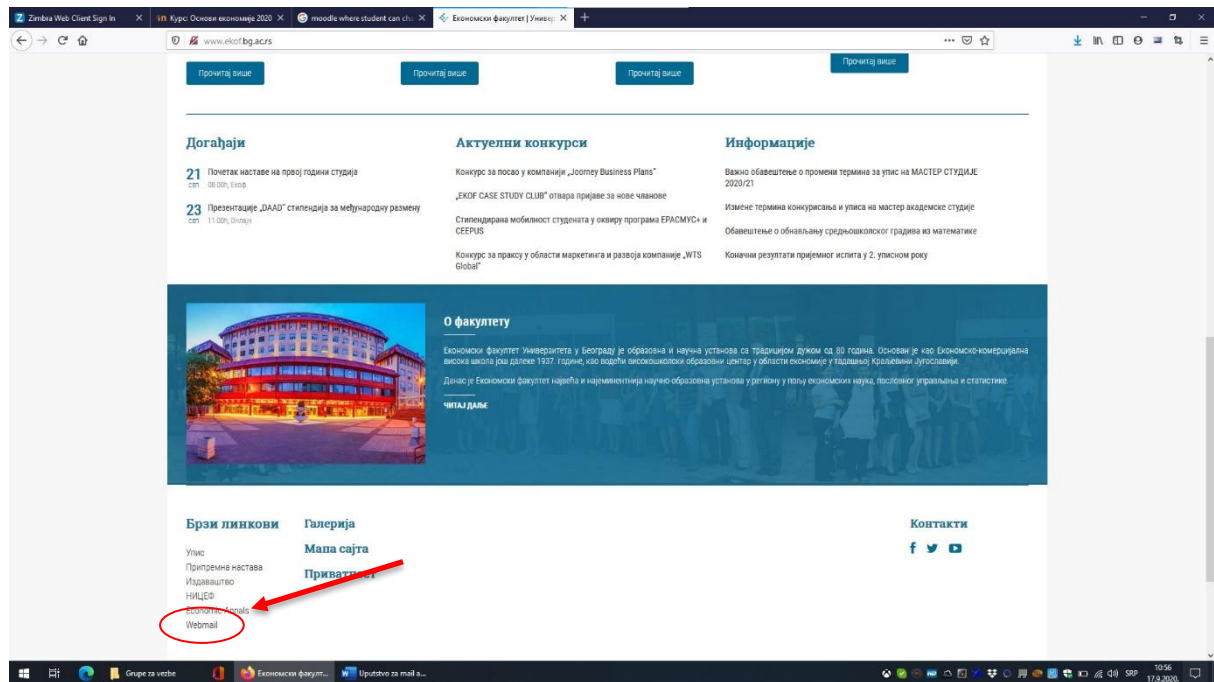 Zimbra Web Client Sign In
Курс: Основи економије 2020
moodle where student can ch
Економски факултет | Универ
www.ekof.bg.ac.rs
Прочитај више
Прочитај више
Прочитај више
Прочитај више
Догађаји
21 Почетак наставе на првој години студија
сеп 08:00h, Екоф
23 Презентације „DAAD“ стипендија за међународну размену
сеп 11:00h, Онлајн
Актуелни конкурси
Конкурс за посао у компанији „Joorney Business Plans“
„EKOF CASE STUDY CLUB“ отвара пријаве за нове чланове
Стипендирана мобилност студената у оквиру програма ЕРАСМУС+ и
CEEPUS
Конкурс за праксу у области маркетинга и развоја компаније „WTS
Global“
Информације
Важно обавештење о промени термина за упис на МАСТЕР СТУДИЈЕ
2020/21
Измене термина конкурисања и уписа на мастер академске студије
Обавештење о обнављању средњошколског градива из математике
Коначни резултати пријемног испита у 2. уписном року
О факултету
Економски факултет Универзитета у Београду је образовна и научна установа са традицијом дужом од 80 година. Основан је као Економско-комерцијална
висока школа још далеке 1937. године, као водећи високошколски образовни центар у области економије у тадашњој Краљевини Југославији.
Данас је Економски факултет највећа и најеминентнија научно-образовна установа у региону у пољу економских наука, пословног управљања и статистике.
ЧИТАЈ ДАЉЕ
Брзи линкови
Упис
Припремна настава
Издаваштво
НИЦЕФ
Economic Annals
Webmail
Галерија
Мапа сајта
Приватност
Контакти
Grupe za vezbe
Економски факулт...
Uputstvo za mail a...
SRP
10:56
17.9.2020.